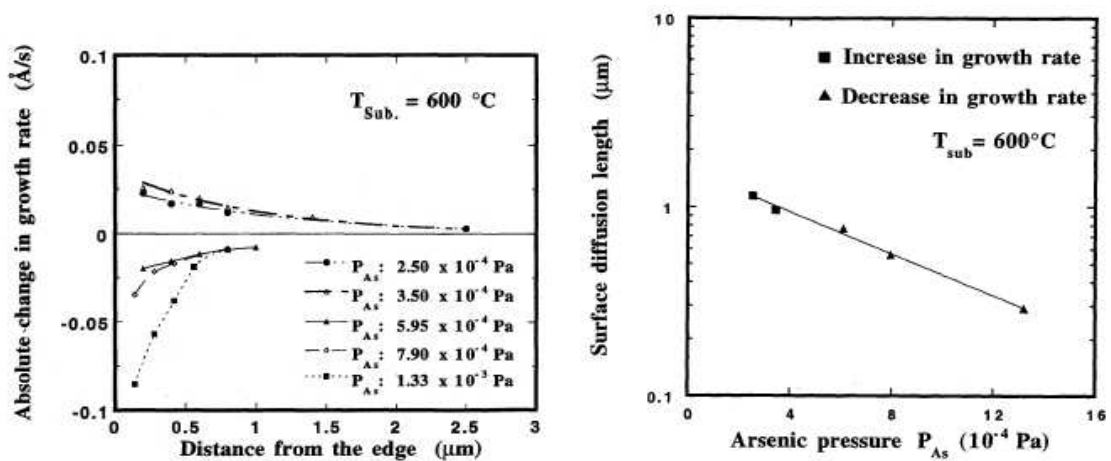 Absolute change in growth rate (Å/s)
0.1
0.05
0
-0.05
-0.1
T_Sub. = 600 °C
P_As: 2.50 x 10^-4 Pa
P_As: 3.50 x 10^-4 Pa
P_As: 5.95 x 10^-4 Pa
P_As: 7.90 x 10^-4 Pa
P_As: 1.33 x 10^-3 Pa
0 0.5 1 1.5 2 2.5 3
Distance from the edge (μm)
Surface diffusion length (μm)
10
1
0.1
Increase in growth rate
Decrease in growth rate
T_sub = 600°C
0 4 8 12 16
Arsenic pressure P_As (10^-4 Pa)